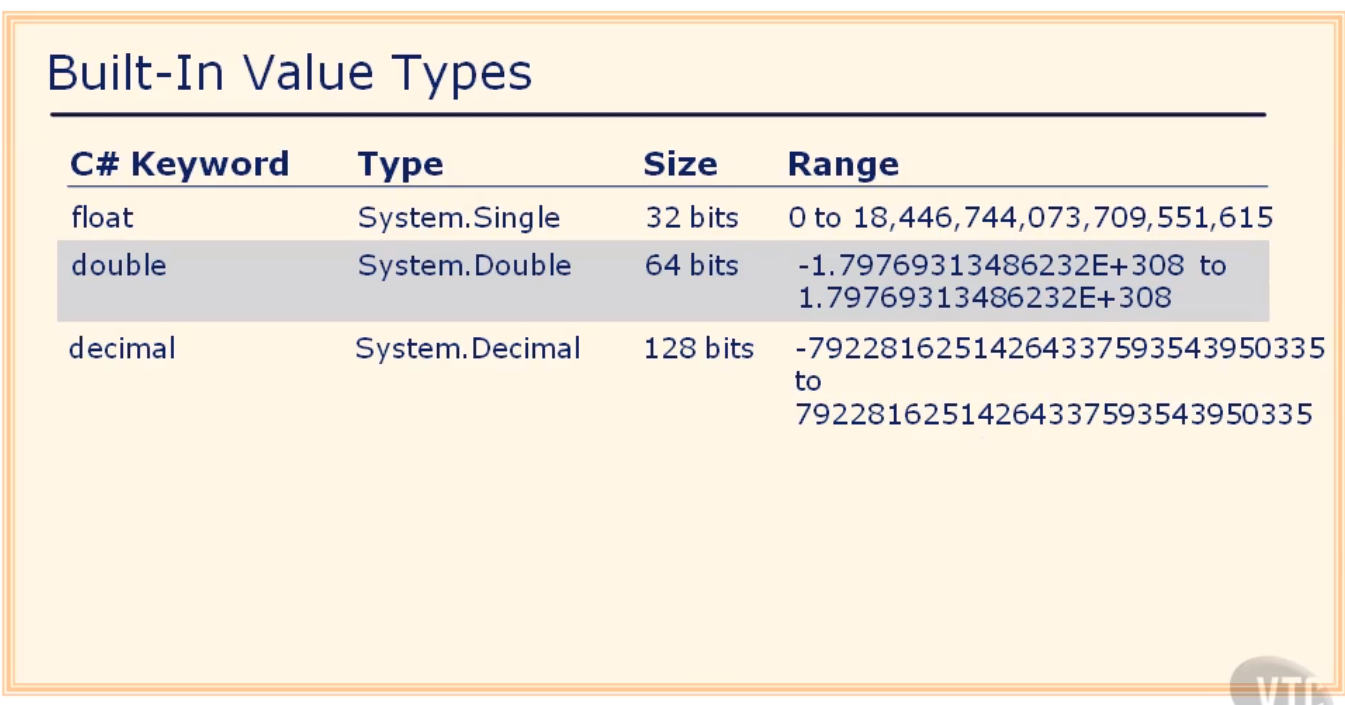 Built-In Value Types
C# Keyword Type Size Range
float System.Single 32 bits 0 to 18,446,744,073,709,551,615
double System.Double 64 bits -1.79769313486232E+308 to
1.79769313486232E+308
decimal System.Decimal 128 bits -79228162514264337593543950335
to
79228162514264337593543950335
VTC